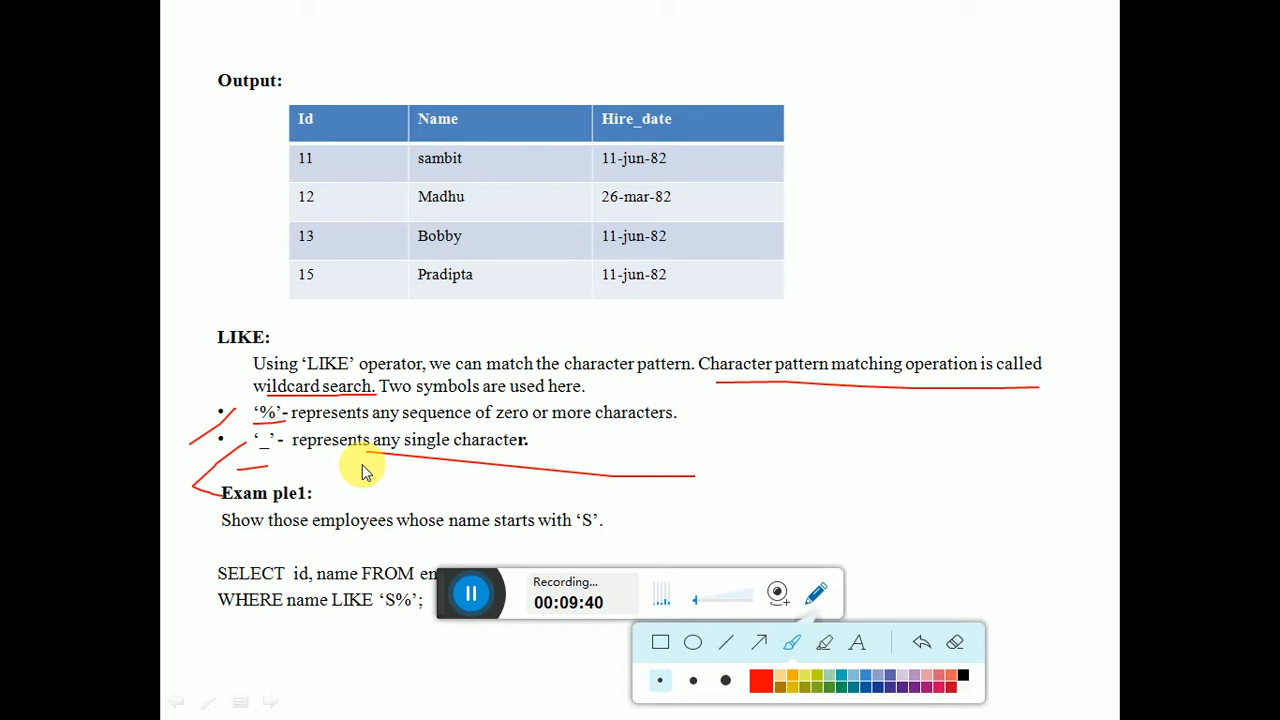 Output:
Id Name Hire_date
11 sambit 11-jun-82
12 Madhu 26-mar-82
13 Bobby 11-jun-82
15 Pradipta 11-jun-82
LIKE:
Using ‘LIKE’ operator, we can match the character pattern. Character pattern matching operation is called
wildcard search. Two symbols are used here.
• ‘%’- represents any sequence of zero or more characters.
• ‘_’- represents any single character.
Exam ple1:
Show those employees whose name starts with ‘S’.
SELECT id, name FROM
WHERE name LIKE ‘S%’;
Recording...
00:09:40
A